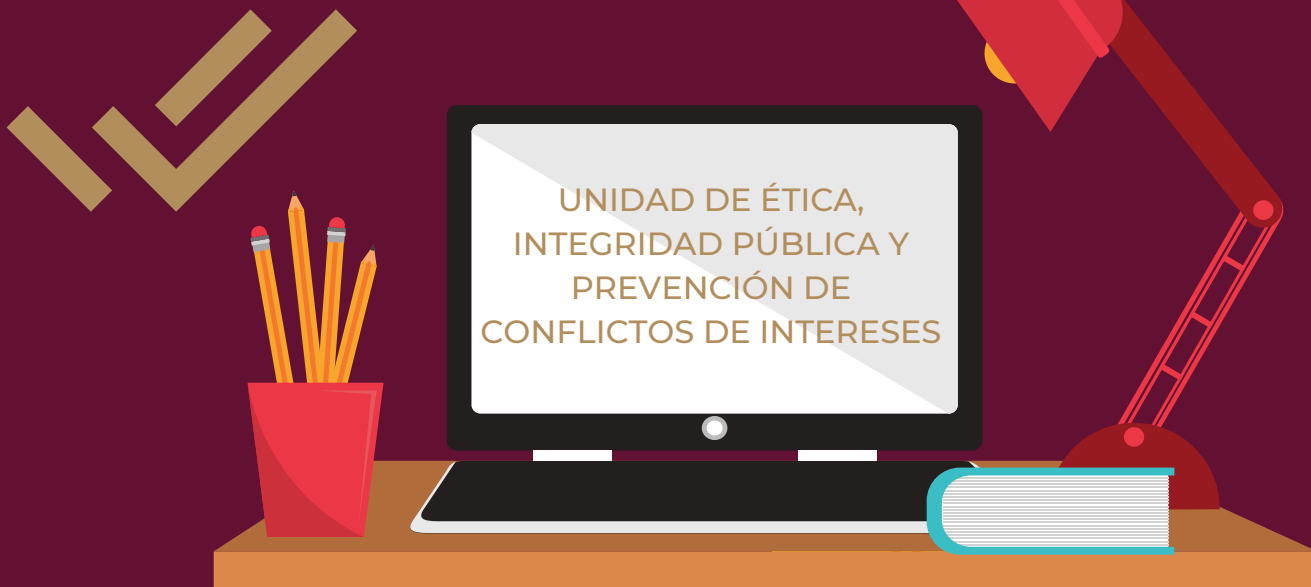 UNIDAD DE ÉTICA,
INTEGRIDAD PÚBLICA Y
PREVENCIÓN DE
CONFLICTOS DE INTERESES